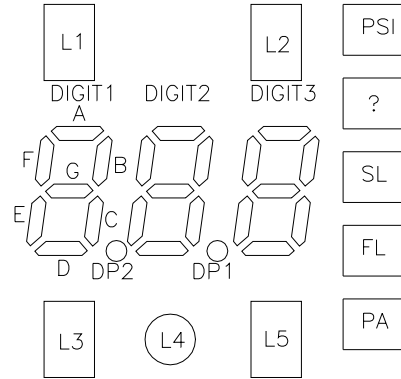 L1
L2
PSI
DIGIT1 DIGIT2 DIGIT3
?
A
F
B
G
SL
E
C
D
DP2
DP1
FL
L3
L4
L5
PA